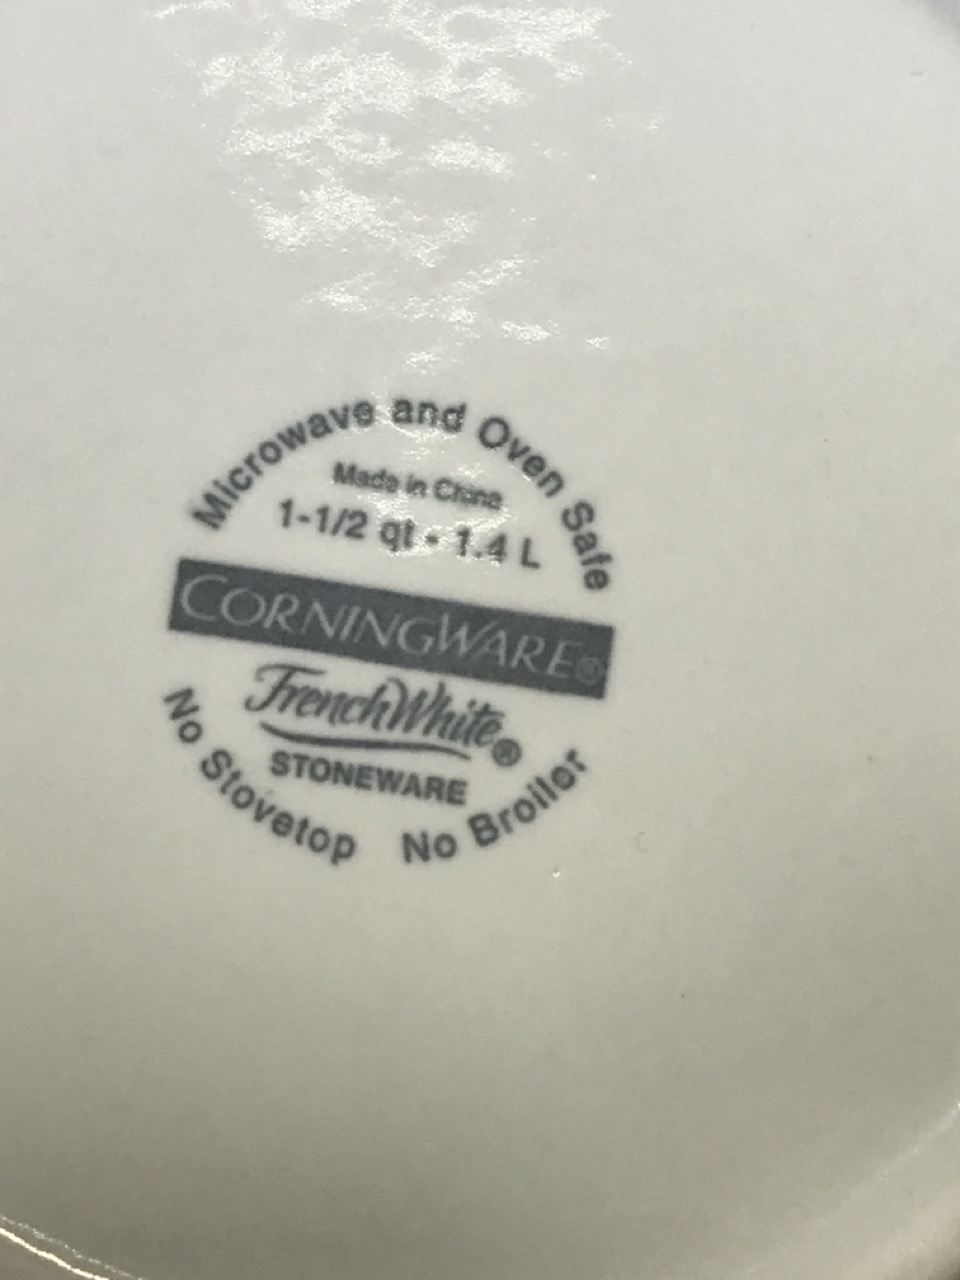 Microwave and Oven Safe
Made in China
1-1/2 qt • 1.4 L
CORNINGWARE®
French White®
STONEWARE
No Stovetop No Broiler